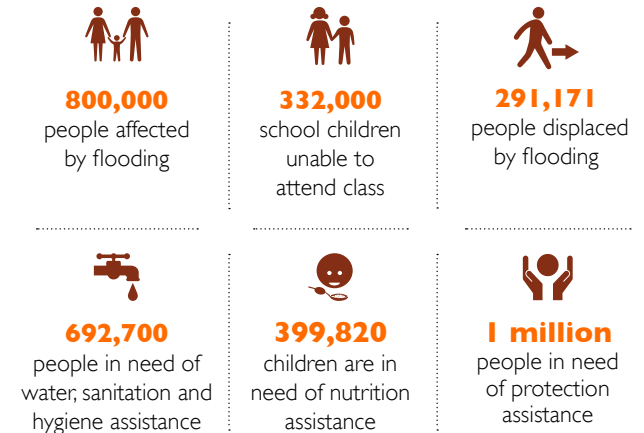 800,000
people affected
by flooding
332,000
school children
unable to
attend class
291,171
people displaced
by flooding
692,700
people in need of
water, sanitation and
hygiene assistance
399,820
children are in
need of nutrition
assistance
1 million
people in need
of protection
assistance